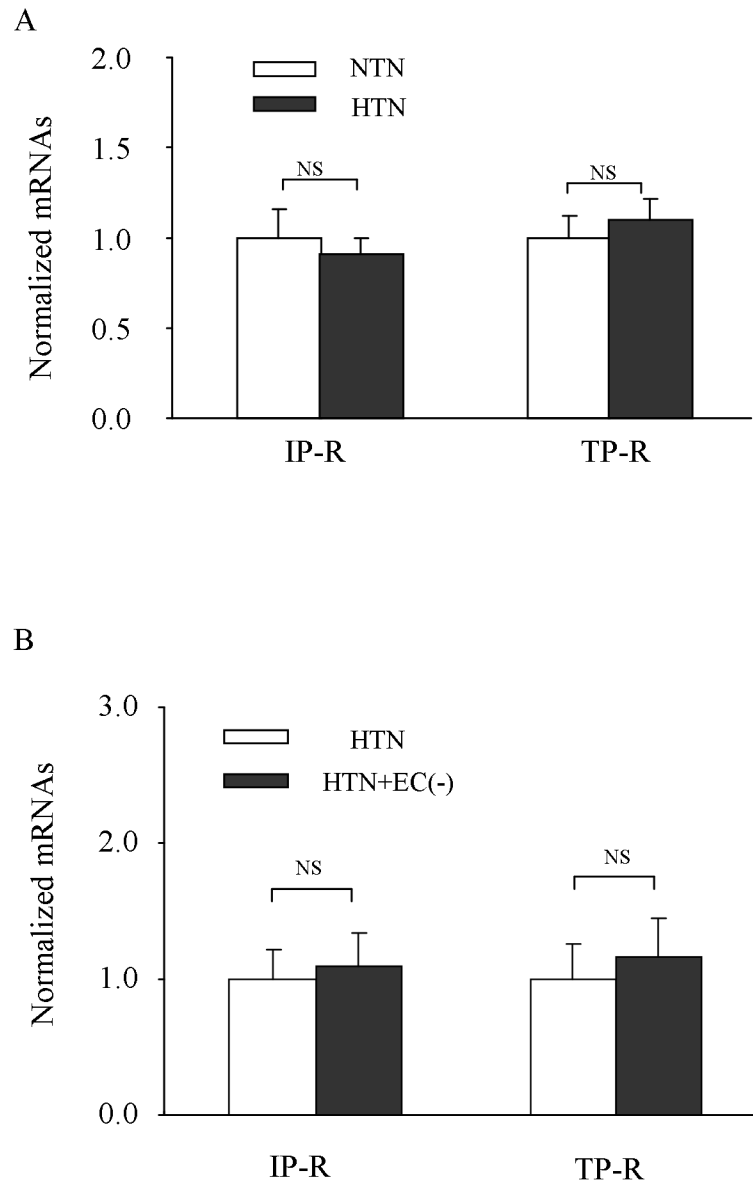 A
2.0
NTN
HTN
1.5
NS
NS
1.0
0.5
0.0
Normalized mRNAs
IP-R
TP-R
B
3.0
HTN
HTN+EC(-)
2.0
NS
NS
1.0
0.0
Normalized mRNAs
IP-R
TP-R